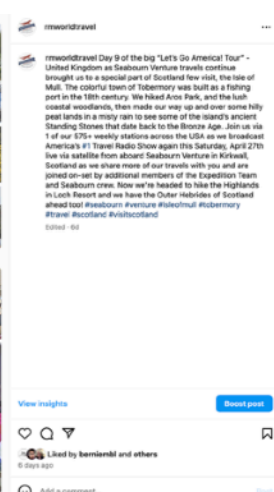 rmworldtravel
rmworldtravel Day 9 of the big "Let's Go America! Tour" -
United Kingdom as Seabourn Venture travels continue
brought us to a special part of Scotland few visit, the Isle of
Mull. The colorful town of Tobermory was built as a fishing
port in the 18th century. We hiked Aros Park, and the lush
coastal woodlands, then made our way up and over some hilly
peat lands in a misty rain to see some of the island's ancient
Standing Stones that date back to the Bronze Age. Join us via
1 of our 575+ weekly stations across the USA as we broadcast
America's #1 Travel Radio Show again this Saturday, April 27th
live via satellite from aboard Seabourn Venture in Kirkwall,
Scotland as we share more of our travels with you and are
joined on-set by additional members of the Expedition Team
and Seabourn crew. Now we're headed to hike the Highlands
in Loch Resort and we have the Outer Hebrides of Scotland
ahead too! #seabourn #venture #isleofmull #tobermory
#travel #scotland #visitscotland
Edited · 6d
View insights
Boost post
Liked by berniembl and others
6 days ago
Add a comment...